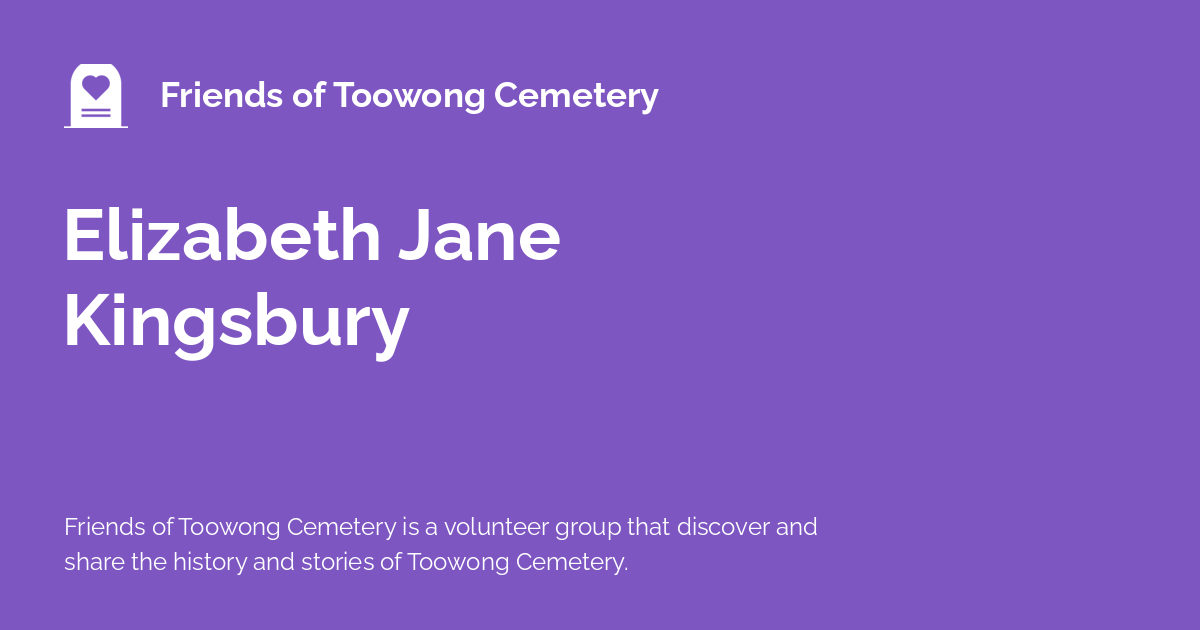 Friends of Toowong Cemetery
Elizabeth Jane
Kingsbury
Friends of Toowong Cemetery is a volunteer group that discover and
share the history and stories of Toowong Cemetery.